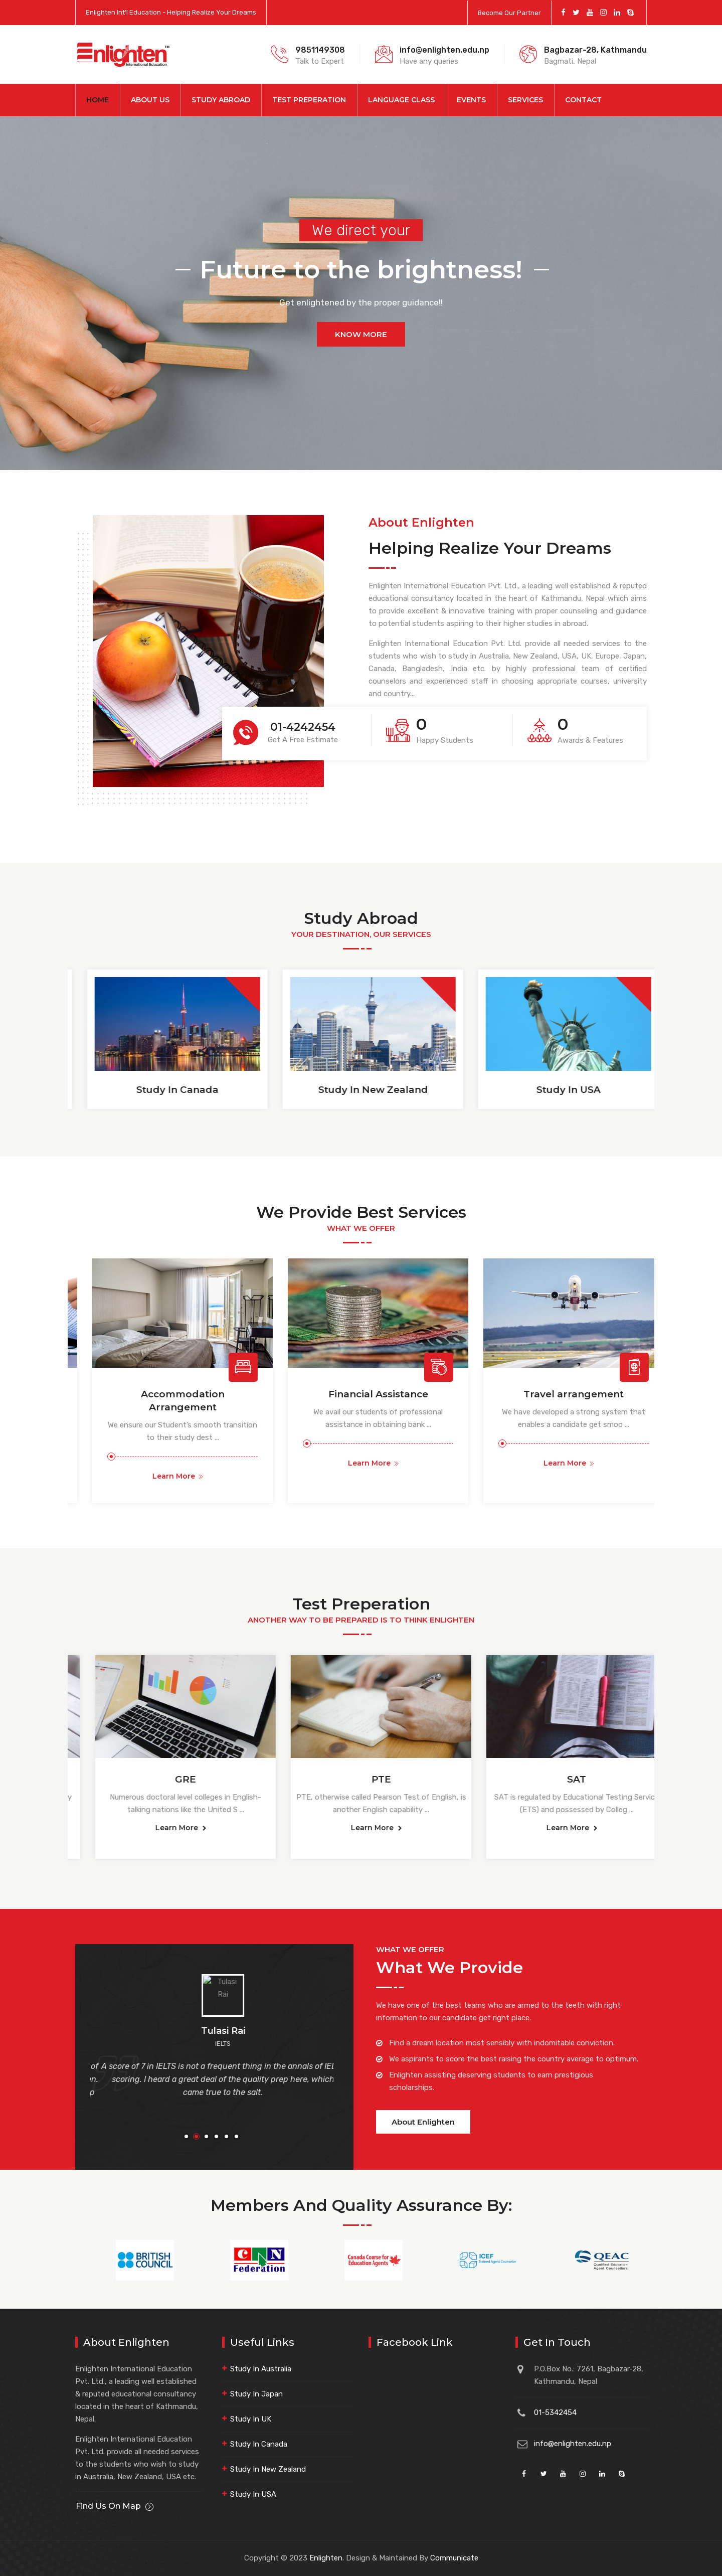 Enlighten Int'l Education - Helping Realize Your Dreams
Become Our Partner
Enlighten
International Education
9851149308
Talk to Expert
info@enlighten.edu.np
Have any queries
Bagbazar-28, Kathmandu
Bagmati, Nepal
HOME
ABOUT US
STUDY ABROAD
TEST PREPERATION
LANGUAGE CLASS
EVENTS
SERVICES
CONTACT
We direct your
Future to the brightness!
Get enlightened by the proper guidance!!
KNOW MORE
About Enlighten
Helping Realize Your Dreams
Enlighten International Education Pvt. Ltd., a leading well established & reputed
educational consultancy located in the heart of Kathmandu, Nepal which aims
to provide excellent & innovative training with proper counseling and guidance
to potential students aspiring to their higher studies in abroad.
Enlighten International Education Pvt. Ltd. provide all needed services to the
students who wish to study in Australia, New Zealand, USA, UK, Europe, Japan,
Canada, Bangladesh, India etc. by highly professional team of certified
counselors and experienced staff in choosing appropriate courses, university
and country...
01-4242454
Get A Free Estimate
0
Happy Students
0
Awards & Features
Study Abroad
YOUR DESTINATION, OUR SERVICES
Study In Canada
Study In New Zealand
Study In USA
We Provide Best Services
WHAT WE OFFER
Accommodation
Arrangement
We ensure our Student's smooth transition
to their study dest ...
Learn More
Financial Assistance
We avail our students of professional
assistance in obtaining bank ...
Learn More
Travel arrangement
We have developed a strong system that
enables a candidate get smoo ...
Learn More
Test Preperation
ANOTHER WAY TO BE PREPARED IS TO THINK ENLIGHTEN
y
GRE
Numerous doctoral level colleges in English-
talking nations like the United S ...
Learn More
PTE
PTE, otherwise called Pearson Test of English, is
another English capability ...
Learn More
SAT
SAT is regulated by Educational Testing Servic
(ETS) and possessed by Colleg ...
Learn More
Tulasi
Rai
Tulasi Rai
IELTS
of A score of 7 in IELTS is not a frequent thing in the annals of IEL
en. scoring. I heard a great deal of the quality prep here, which
p came true to the salt.
WHAT WE OFFER
What We Provide
We have one of the best teams who are armed to the teeth with right
information to our candidate get right place.
Find a dream location most sensibly with indomitable conviction.
We aspirants to score the best raising the country average to optimum.
Enlighten assisting deserving students to earn prestigious
scholarships.
About Enlighten
Members And Quality Assurance By:
BRITISH
COUNCIL
CAN
Federation
Canada Course for
Education Agents
ICEF
Trained Agent Counsellor
QEAC
Qualified Education
Agent Counsellors
About Enlighten
Enlighten International Education
Pvt. Ltd., a leading well established
& reputed educational consultancy
located in the heart of Kathmandu,
Nepal.
Enlighten International Education
Pvt. Ltd. provide all needed services
to the students who wish to study
in Australia, New Zealand, USA etc.
Find Us On Map
Useful Links
Study In Australia
Study In Japan
Study In UK
Study In Canada
Study In New Zealand
Study In USA
Facebook Link
Get In Touch
P.O.Box No.: 7261, Bagbazar-28,
Kathmandu, Nepal
01-5342454
info@enlighten.edu.np
Copyright © 2023 Enlighten. Design & Maintained By Communicate